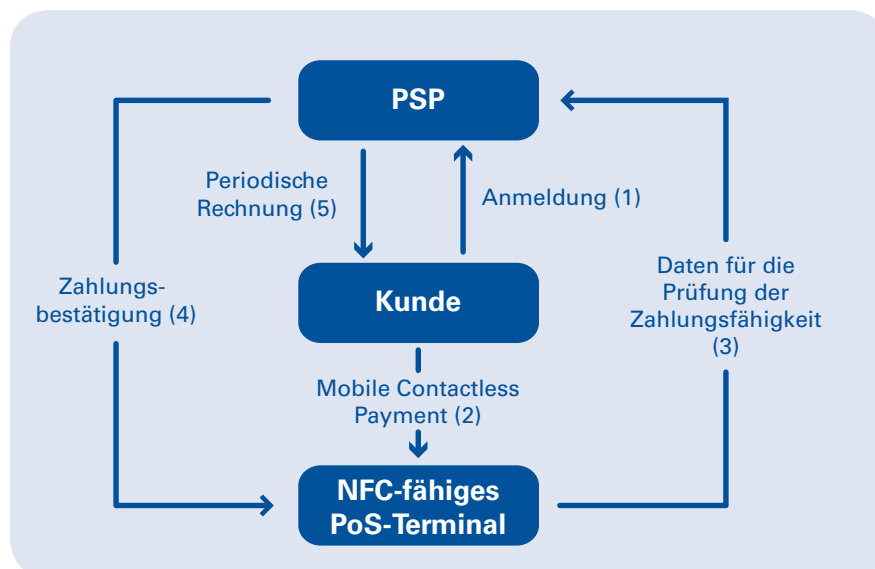 PSP
Periodische
Rechnung (5)
Anmeldung (1)
Zahlungs-
bestätigung (4)
Kunde
Daten für die
Prüfung der
Zahlungsfähigkeit
(3)
Mobile Contactless
Payment (2)
NFC-fähiges
PoS-Terminal